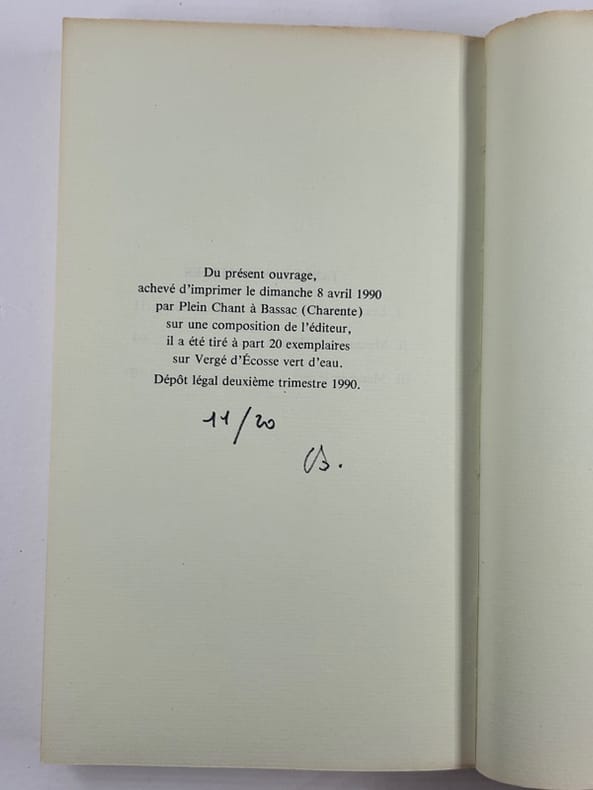 Du présent ouvrage,
achevé d'imprimer le dimanche 8 avril 1990
par Plein Chant à Bassac (Charente)
sur une composition de l'éditeur,
il a été tiré à part 20 exemplaires
sur Vergé d'Écosse vert d'eau.
Dépôt légal deuxième trimestre 1990.
11/20